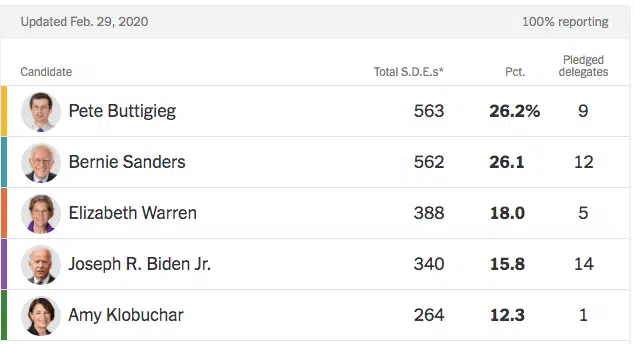 Updated Feb. 29, 2020 100% reporting
Candidate Total S.D.E.s* Pct. Pledged delegates
Pete Buttigieg 563 26.2% 9
Bernie Sanders 562 26.1 12
Elizabeth Warren 388 18.0 5
Joseph R. Biden Jr. 340 15.8 14
Amy Klobuchar 264 12.3 1